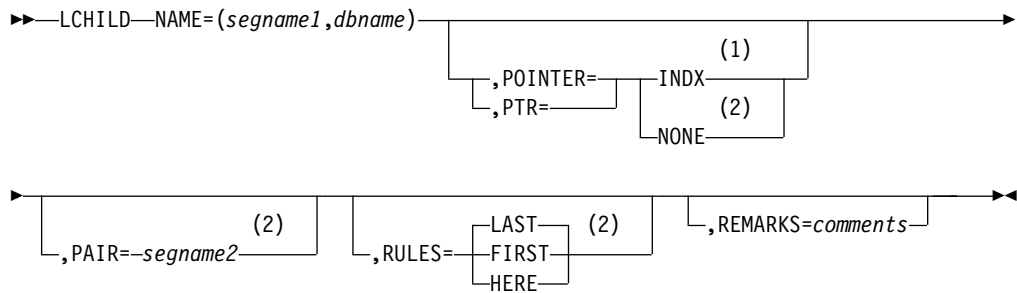 LCHILD NAME=(segname1,dbname)
(1)
,POINTER= INDX
(2)
,PTR=
NONE
(2)
,PAIR= segname2
LAST (2)
,RULES= FIRST
HERE
,REMARKS=comments